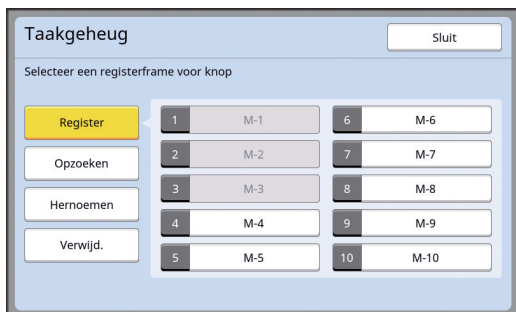 Taakgeheug
Sluit
Selecteer een registerframe voor knop
Register
Opzoeken
Hernoemen
Verwijd.
1 M-1
2 M-2
3 M-3
4 M-4
5 M-5
6 M-6
7 M-7
8 M-8
9 M-9
10 M-10